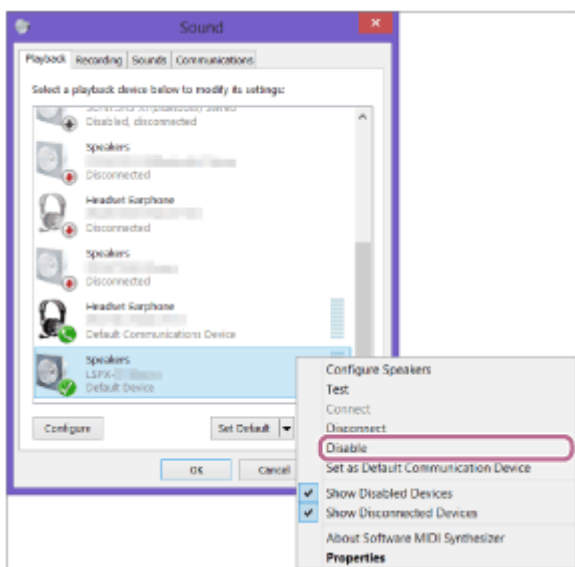 Sound
Playback Recording Sounds Communications
Select a playback device below to modify its settings:
Disabled, disconnected
Speakers
Disconnected
Headset Earphone
Disconnected
Speakers
Disconnected
Headset Earphone
Default Communications Device
Speakers
LSPX-
Default Device
Configure
Set Default
OK
Cancel
Configure Speakers
Test
Connect
Disconnect
Disable
Set as Default Communication Device
Show Disabled Devices
Show Disconnected Devices
About Software MIDI Synthesizer
Properties